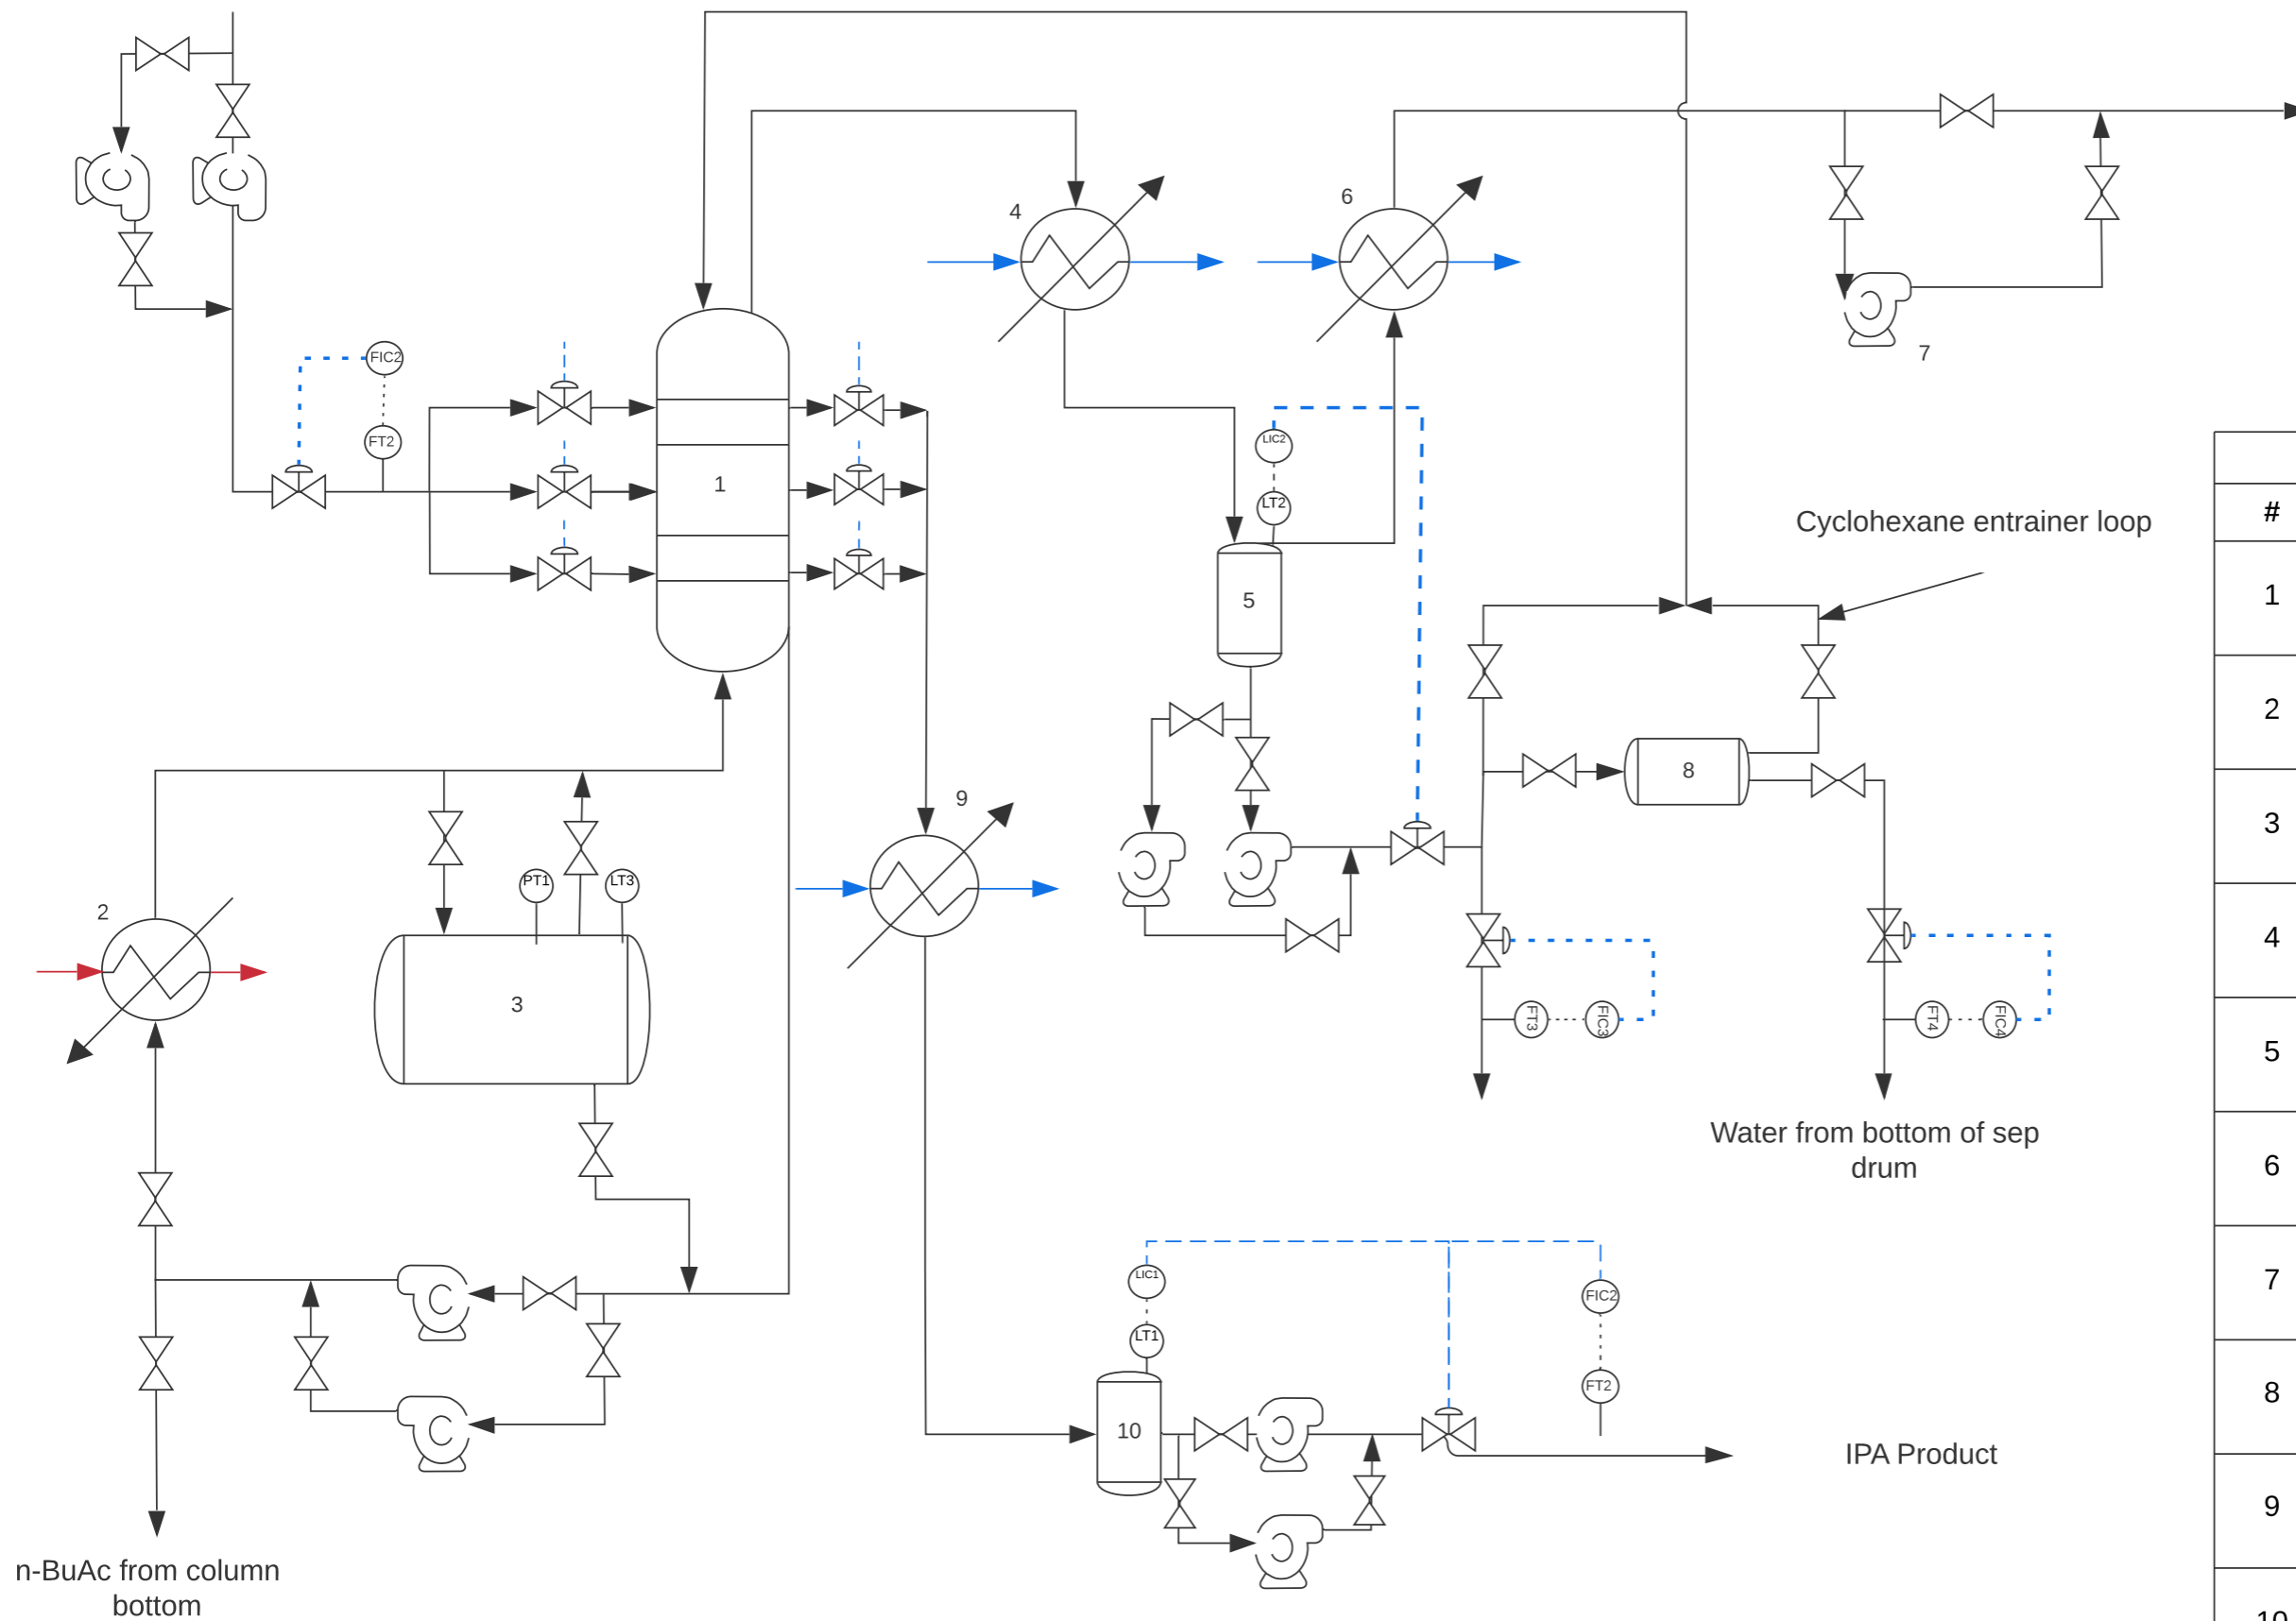 4
6
7
FIC2
FT2
LIC2
LT2
1
#
Cyclohexane entrainer loop
1
5
2
8
9
3
PT1
LT3
2
4
3
FT3
FIC3
FT4
FIC4
5
Water from bottom of sep
drum
6
LIC1
FIC2
7
LT1
FT2
8
10
IPA Product
9
n-BuAc from column
bottom
10